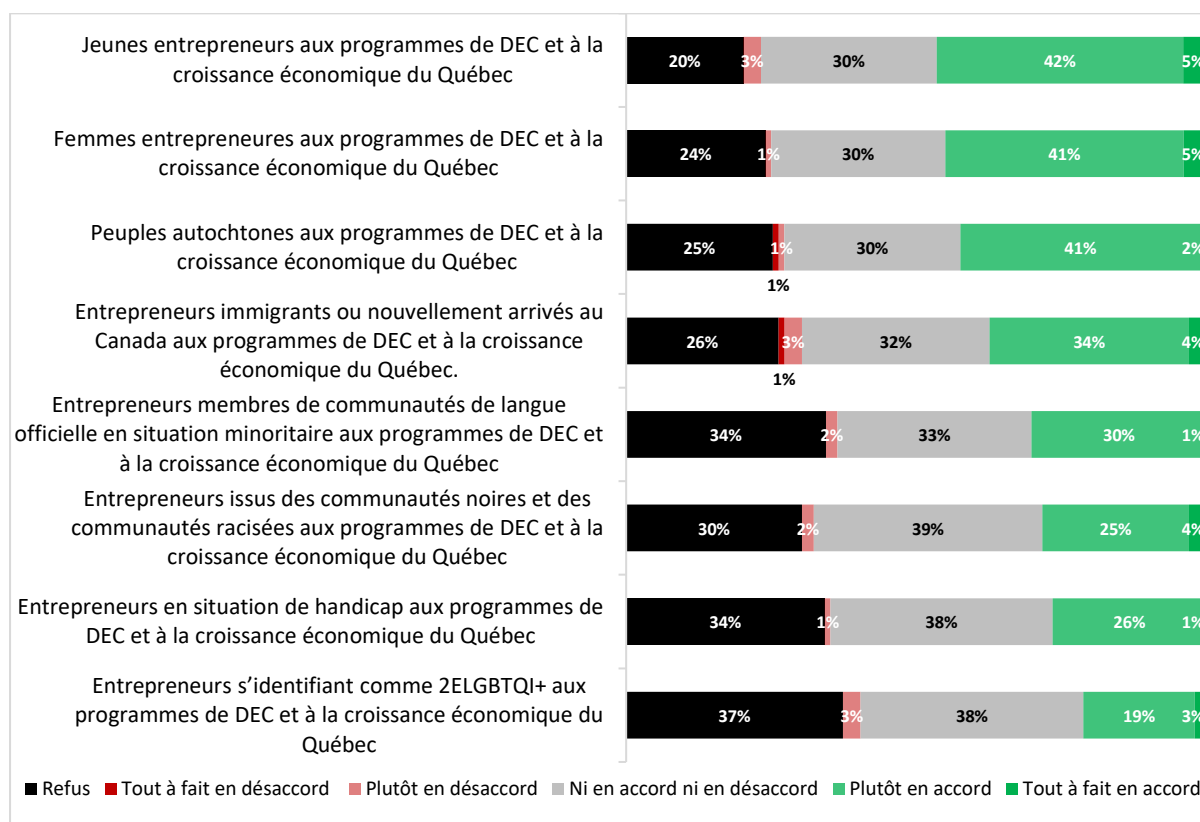 Jeunes entrepreneurs aux programmes de DEC et à la
croissance économique du Québec
20% 3% 30% 42% 5%
Femmes entrepreneures aux programmes de DEC et à la
croissance économique du Québec
24% 1% 30% 41% 5%
Peuples autochtones aux programmes de DEC et à la
croissance économique du Québec
25% 1% 30% 41% 2%
1%
Entrepreneurs immigrants ou nouvellement arrivés au
Canada aux programmes de DEC et à la croissance
économique du Québec.
26% 3% 32% 34% 4%
1%
Entrepreneurs membres de communautés de langue
officielle en situation minoritaire aux programmes de DEC et
à la croissance économique du Québec
34% 2% 33% 30% 1%
Entrepreneurs issus des communautés noires et des
communautés racisées aux programmes de DEC et à la
croissance économique du Québec
30% 2% 39% 25% 4%
Entrepreneurs en situation de handicap aux programmes de
DEC et à la croissance économique du Québec
34% 1% 38% 26% 1%
Entrepreneurs s’identifiant comme 2ELGBTQI+ aux
programmes de DEC et à la croissance économique du
Québec
37% 3% 38% 19% 3%
Refus Tout à fait en désaccord Plutôt en désaccord Ni en accord ni en désaccord Plutôt en accord Tout à fait en accord